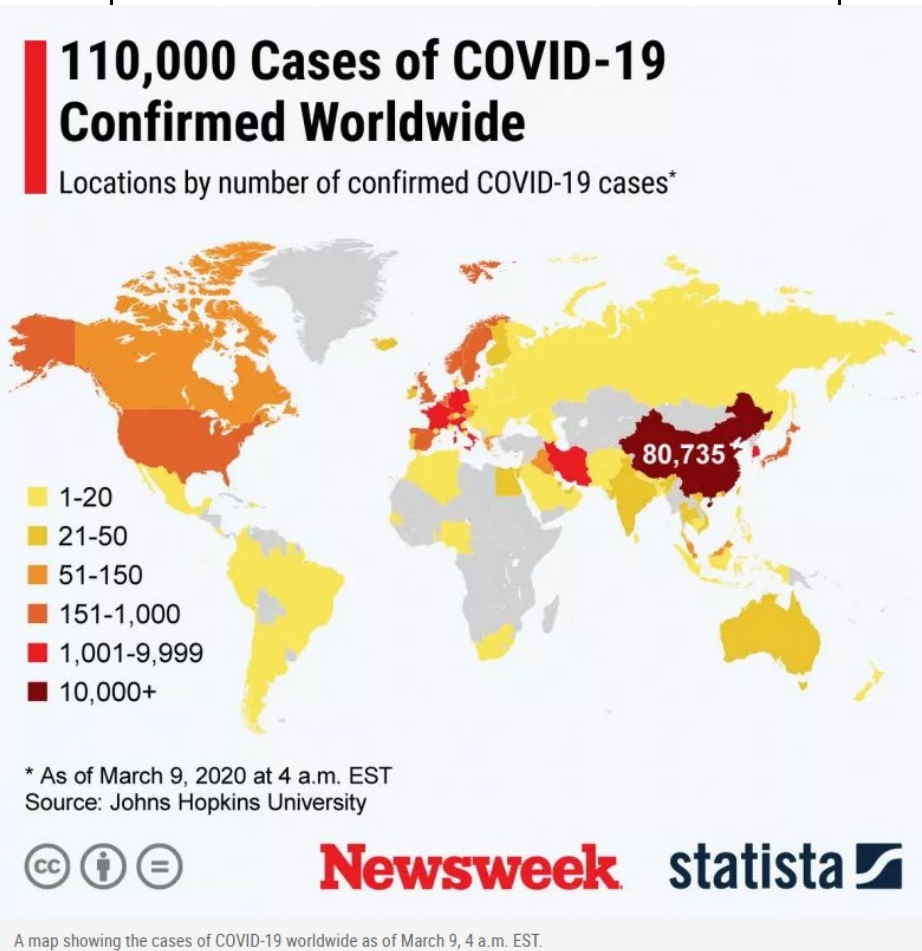 110,000 Cases of COVID-19
Confirmed Worldwide
Locations by number of confirmed COVID-19 cases*
80,735
1-20
21-50
51-150
151-1,000
1,001-9,999
10,000+
* As of March 9, 2020 at 4 a.m. EST
Source: Johns Hopkins University
cc
=
Newsweek
statista
A map showing the cases of COVID-19 worldwide as of March 9, 4 a.m. EST.